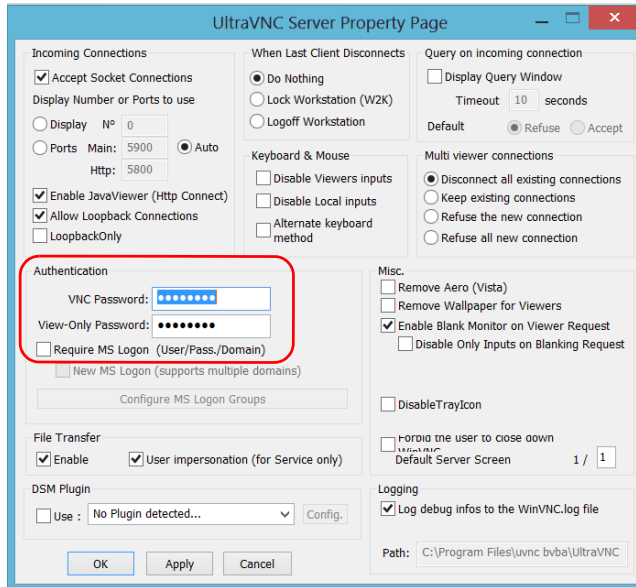 UltraVNC Server Property Page
Incoming Connections
Accept Socket Connections
Display Number or Ports to use
Display Nº 0
Ports Main: 5900 Auto
Http: 5800
Enable JavaViewer (Http Connect)
Allow Loopback Connections
LoopbackOnly
When Last Client Disconnects
Do Nothing
Lock Workstation (W2K)
Logoff Workstation
Keyboard & Mouse
Disable Viewers inputs
Disable Local inputs
Alternate keyboard
method
Query on incoming connection
Display Query Window
Timeout 10 seconds
Default Refuse Accept
Multi viewer connections
Disconnect all existing connections
Keep existing connections
Refuse the new connection
Refuse all new connection
Authentication
VNC Password: ●●●●●●●●
View-Only Password: ●●●●●●●●
Require MS Logon (User/Pass./Domain)
New MS Logon (supports multiple domains)
Configure MS Logon Groups
Misc.
Remove Aero (Vista)
Remove Wallpaper for Viewers
Enable Blank Monitor on Viewer Request
Disable Only Inputs on Blanking Request
DisableTrayIcon
Forbid the user to close down
WinVNC
Default Server Screen 1 / 1
File Transfer
Enable User impersonation (for Service only)
DSM Plugin
Use : No Plugin detected... Config.
Logging
Log debug infos to the WinVNC.log file
Path: C:\Program Files\uvnc bvba\UltraVNC
OK Apply Cancel